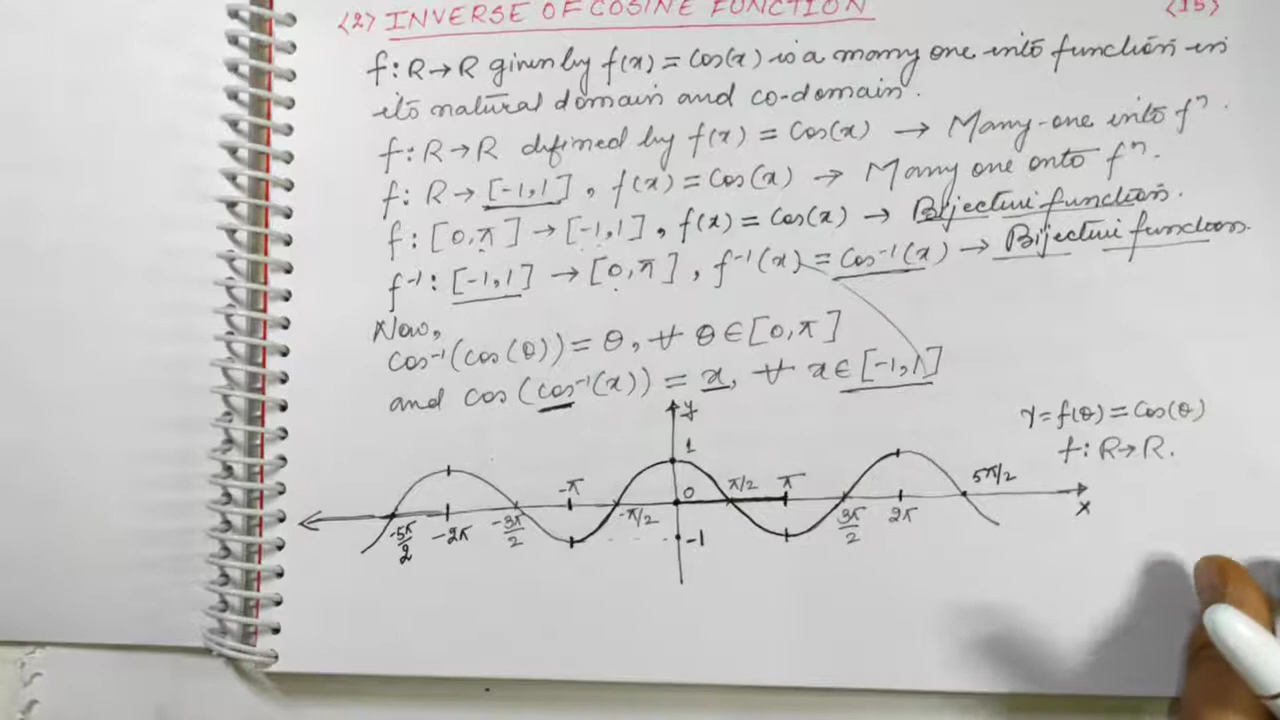 <2> INVERSE OF COSINE FUNCTION <15>
f: R→R given by f(x) = Cos(x) is a many one into function in
its natural domain and co-domain.
f: R→R defined by f(x) = Cos(x) → Many-one into fⁿ.
f: R→[-1,1], f(x) = Cos(x) → Many one onto fⁿ.
f: [0,π]→[-1,1], f(x) = Cos(x) → Bijective function.
f⁻¹: [-1,1] → [0,π], f⁻¹(x) = Cos⁻¹(x) → Bijective function.
Now,
cos⁻¹(cos(θ)) = θ, ∀ θ∈[0,π]
and cos(cos⁻¹(x)) = x, ∀ x∈[-1,1]
y
y = f(θ) = Cos(θ)
f: R→R.
1
-π 0 π/2 π 5π/2
-5π/2 -2π -3π/2 -π/2 3π/2 2π x
-1